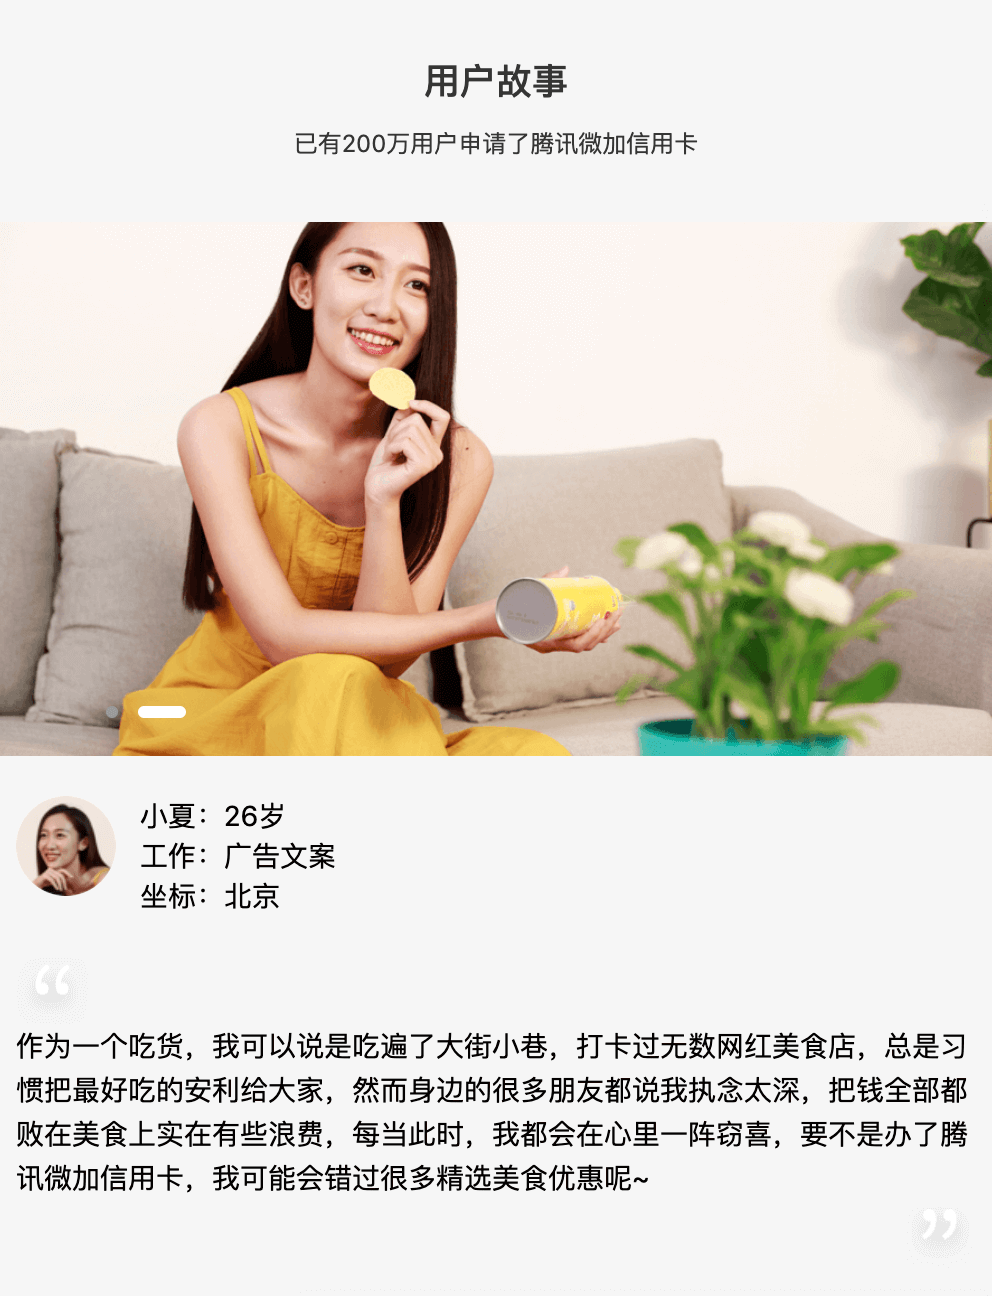 用户故事
已有200万用户申请了腾讯微加信用卡
小夏：26岁
工作：广告文案
坐标：北京
“
作为一个吃货，我可以说是吃遍了大街小巷，打卡过无数网红美食店，总是习
惯把最好吃的安利给大家，然而身边的很多朋友都说我执念太深，把钱全部都
败在美食上实在有些浪费，每当此时，我都会在心里一阵窃喜，要不是办了腾
讯微加信用卡，我可能会错过很多精选美食优惠呢~
”